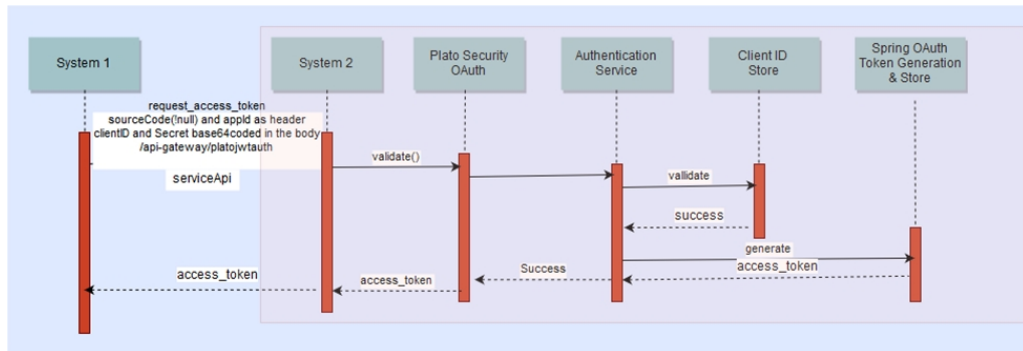 System 1
System 2
Plato Security
OAuth
Authentication
Service
Client ID
Store
Spring OAuth
Token Generation
& Store
request_access_token
sourceCode(!null) and appId as header
clientID and Secret base64coded in the body
/api-gateway/platojwtauth
serviceApi
validate()
vallidate
success
generate
access_token
Success
access_token
access_token